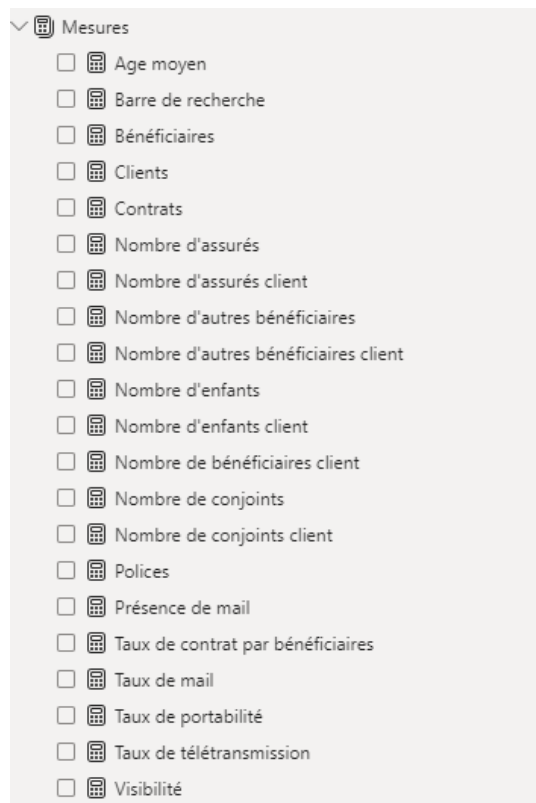 Mesures
Age moyen
Barre de recherche
Bénéficiaires
Clients
Contrats
Nombre d'assurés
Nombre d'assurés client
Nombre d'autres bénéficiaires
Nombre d'autres bénéficiaires client
Nombre d'enfants
Nombre d'enfants client
Nombre de bénéficiaires client
Nombre de conjoints
Nombre de conjoints client
Polices
Présence de mail
Taux de contrat par bénéficiaires
Taux de mail
Taux de portabilité
Taux de télétransmission
Visibilité